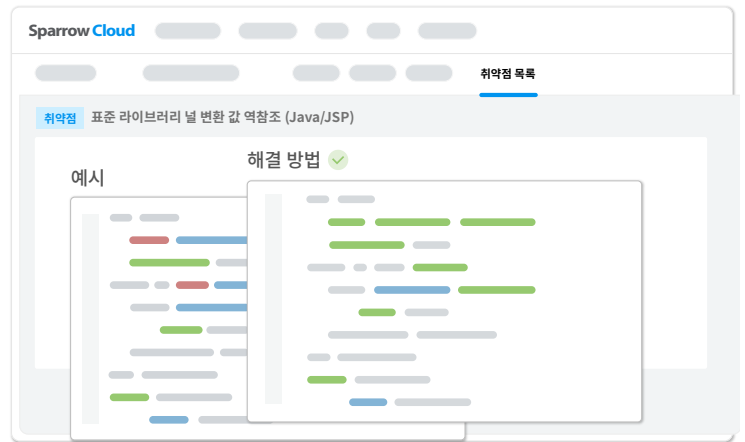 Sparrow Cloud
취약점 목록
취약점 표준 라이브러리 널 변환 값 역참조 (Java/JSP)
해결 방법
예시